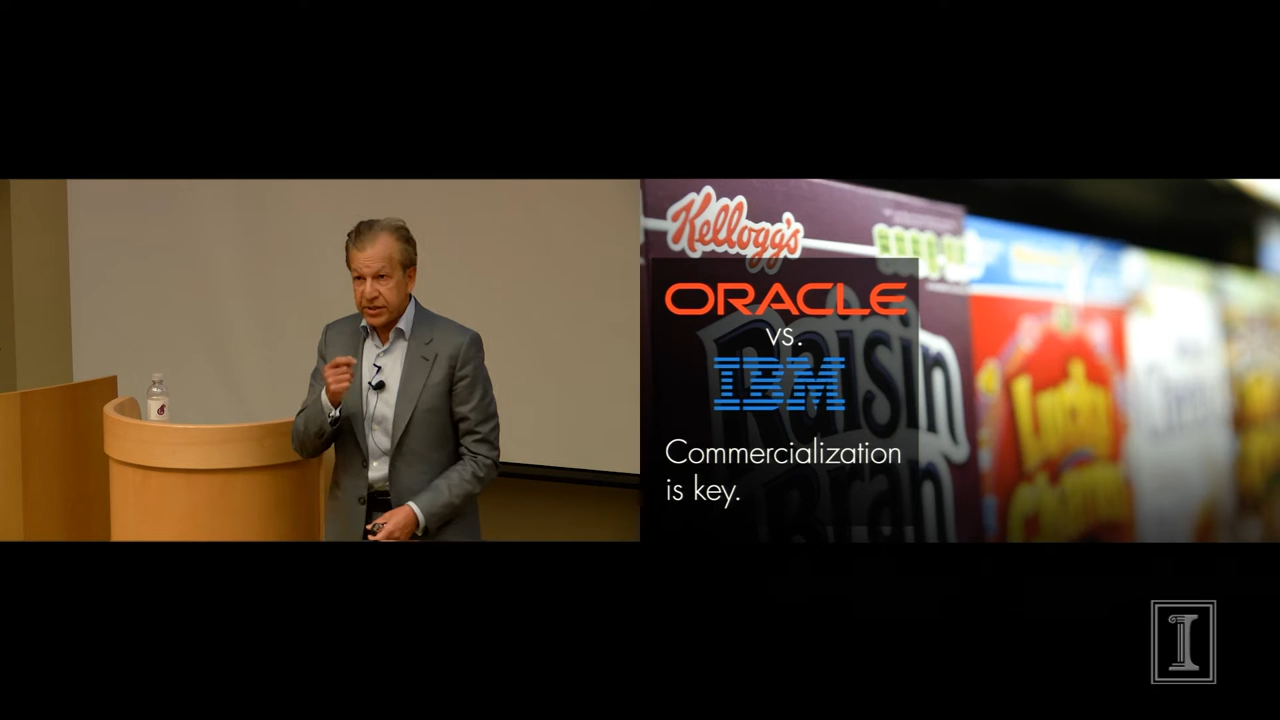 Kellogg's
ORACLE
vs.
IBM
Commercialization
is key.
Raisin
Bran
Lucky
Charms
I